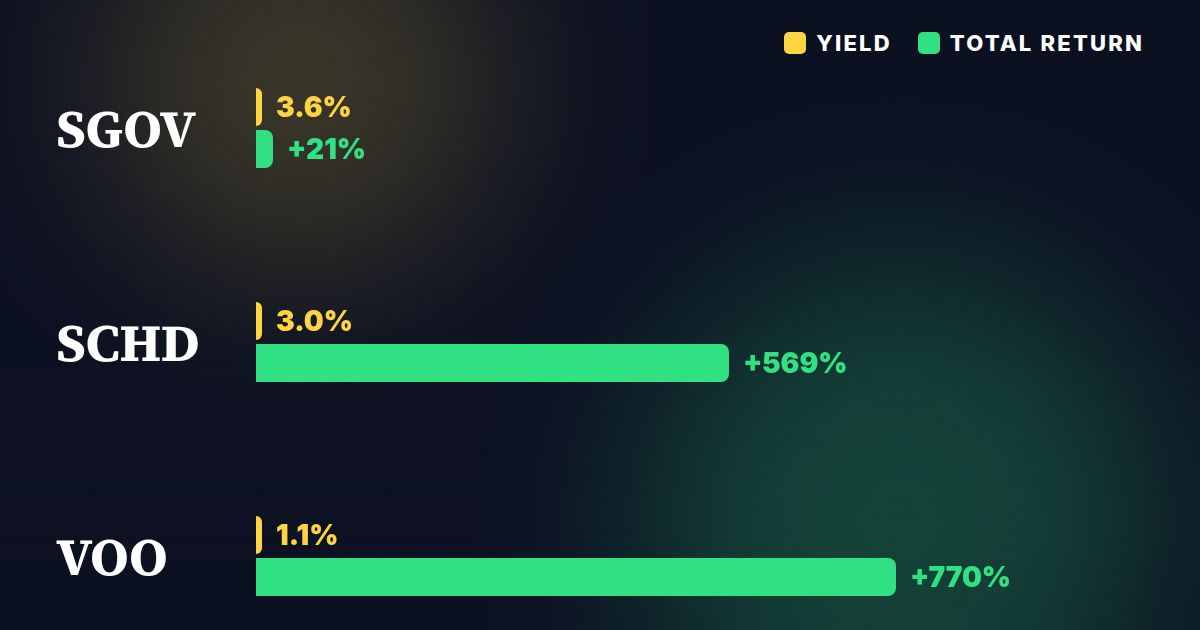 YIELD TOTAL RETURN
SGOV
3.6%
+21%
SCHD
3.0%
+569%
VOO
1.1%
+770%